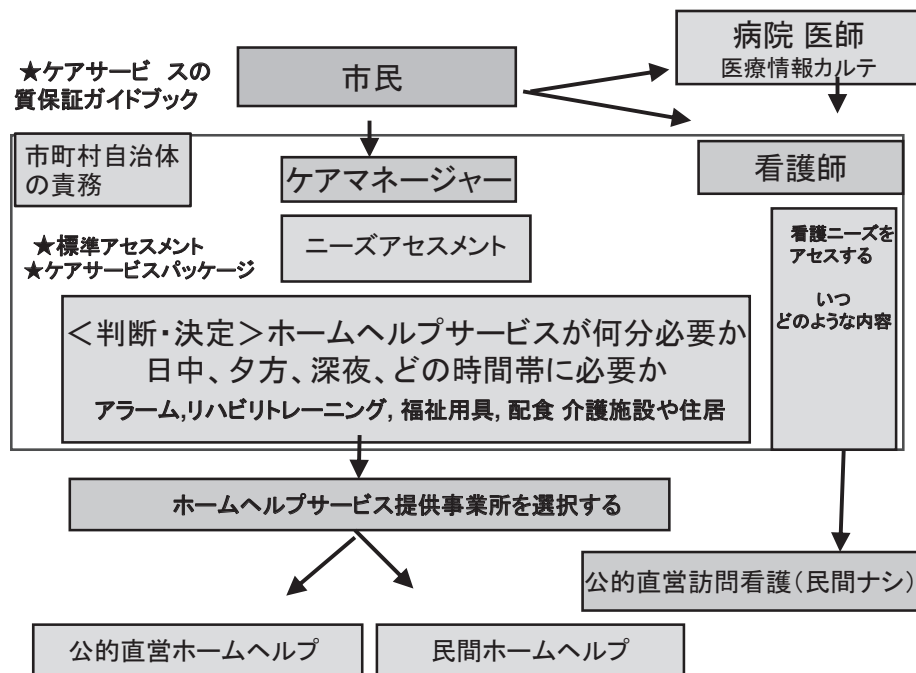 病院 医師
医療情報カルテ
★ケアサービ スの
質保証ガイドブック
市民
市町村自治体
の責務
ケアマネージャー
看護師
ニーズアセスメント
★標準アセスメント
★ケアサービスパッケージ
看護ニーズを
アセスする
いつ
どのような内容
<判断・決定>ホームヘルプサービスが何分必要か
日中、夕方、深夜、どの時間帯に必要か
アラーム,リハビリトレーニング, 福祉用具, 配食 介護施設や住居
ホームヘルプサービス提供事業所を選択する
公的直営訪問看護(民間ナシ)
公的直営ホームヘルプ
民間ホームヘルプ